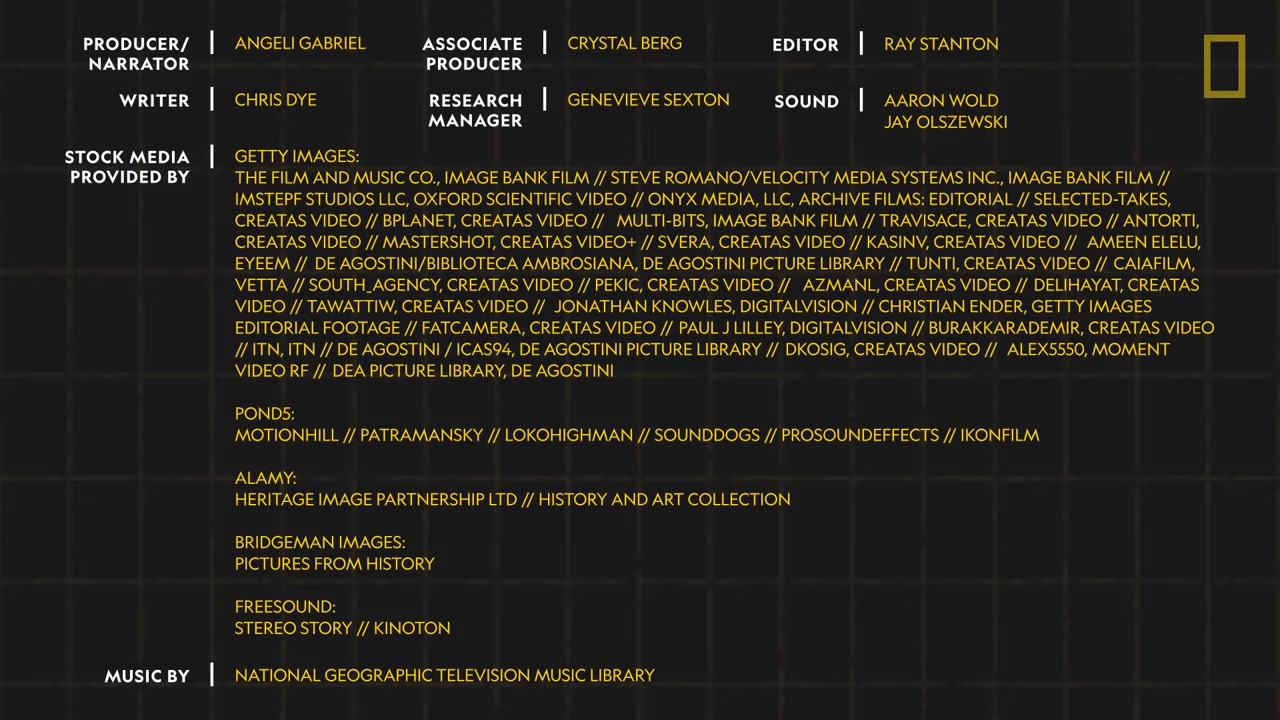 PRODUCER/ NARRATOR | ANGELI GABRIEL
ASSOCIATE PRODUCER | CRYSTAL BERG
EDITOR | RAY STANTON
WRITER | CHRIS DYE
RESEARCH MANAGER | GENEVIEVE SEXTON
SOUND | AARON WOLD
JAY OLSZEWSKI
STOCK MEDIA PROVIDED BY | GETTY IMAGES:
THE FILM AND MUSIC CO., IMAGE BANK FILM // STEVE ROMANO/VELOCITY MEDIA SYSTEMS INC., IMAGE BANK FILM //
IMSTEPF STUDIOS LLC, OXFORD SCIENTIFIC VIDEO // ONYX MEDIA, LLC, ARCHIVE FILMS: EDITORIAL // SELECTED-TAKES,
CREATAS VIDEO // BPLANET, CREATAS VIDEO // MULTI-BITS, IMAGE BANK FILM // TRAVISACE, CREATAS VIDEO // ANTORTI,
CREATAS VIDEO // MASTERSHOT, CREATAS VIDEO+ // SVERA, CREATAS VIDEO // KASINV, CREATAS VIDEO // AMEEN ELELU,
EYEEM // DE AGOSTINI/BIBLIOTECA AMBROSIANA, DE AGOSTINI PICTURE LIBRARY // TUNTI, CREATAS VIDEO // CAIAFILM,
VETTA // SOUTH_AGENCY, CREATAS VIDEO // PEKIC, CREATAS VIDEO // AZMANL, CREATAS VIDEO // DELIHAYAT, CREATAS
VIDEO // TAWATTIW, CREATAS VIDEO // JONATHAN KNOWLES, DIGITALVISION // CHRISTIAN ENDER, GETTY IMAGES
EDITORIAL FOOTAGE // FATCAMERA, CREATAS VIDEO // PAUL J LILLEY, DIGITALVISION // BURAKKARADEMIR, CREATAS VIDEO
// ITN, ITN // DE AGOSTINI / ICAS94, DE AGOSTINI PICTURE LIBRARY // DKOSIG, CREATAS VIDEO // ALEX5550, MOMENT
VIDEO RF // DEA PICTURE LIBRARY, DE AGOSTINI
POND5:
MOTIONHILL // PATRAMANSKY // LOKOHIGHMAN // SOUNDDOGS // PROSOUNDEFFECTS // IKONFILM
ALAMY:
HERITAGE IMAGE PARTNERSHIP LTD // HISTORY AND ART COLLECTION
BRIDGEMAN IMAGES:
PICTURES FROM HISTORY
FREESOUND:
STEREO STORY // KINOTON
MUSIC BY | NATIONAL GEOGRAPHIC TELEVISION MUSIC LIBRARY